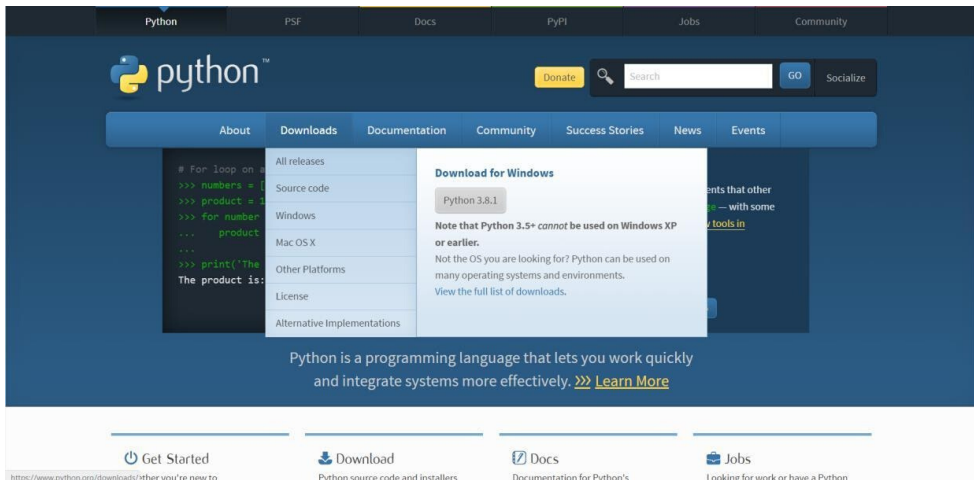 Python
PSF
Docs
PyPI
Jobs
Community
python™
Donate
Search
GO
Socialize
About
Downloads
Documentation
Community
Success Stories
News
Events
# For loop on a
>>> numbers = [
>>> product = 1
>>> for number
... product
...
>>> print('The
The product is:
All releases
Source code
Windows
Mac OS X
Other Platforms
License
Alternative Implementations
Download for Windows
Python 3.8.1
Note that Python 3.5+ cannot be used on Windows XP
or earlier.
Not the OS you are looking for? Python can be used on
many operating systems and environments.
View the full list of downloads.
ents that other
— with some
tools in
Python is a programming language that lets you work quickly
and integrate systems more effectively. >>> Learn More
Get Started
Download
Docs
Jobs
https://www.python.org/downloads/
ther you're new to
Python source code and installers
Documentation for Python's
Looking for work or have a Python